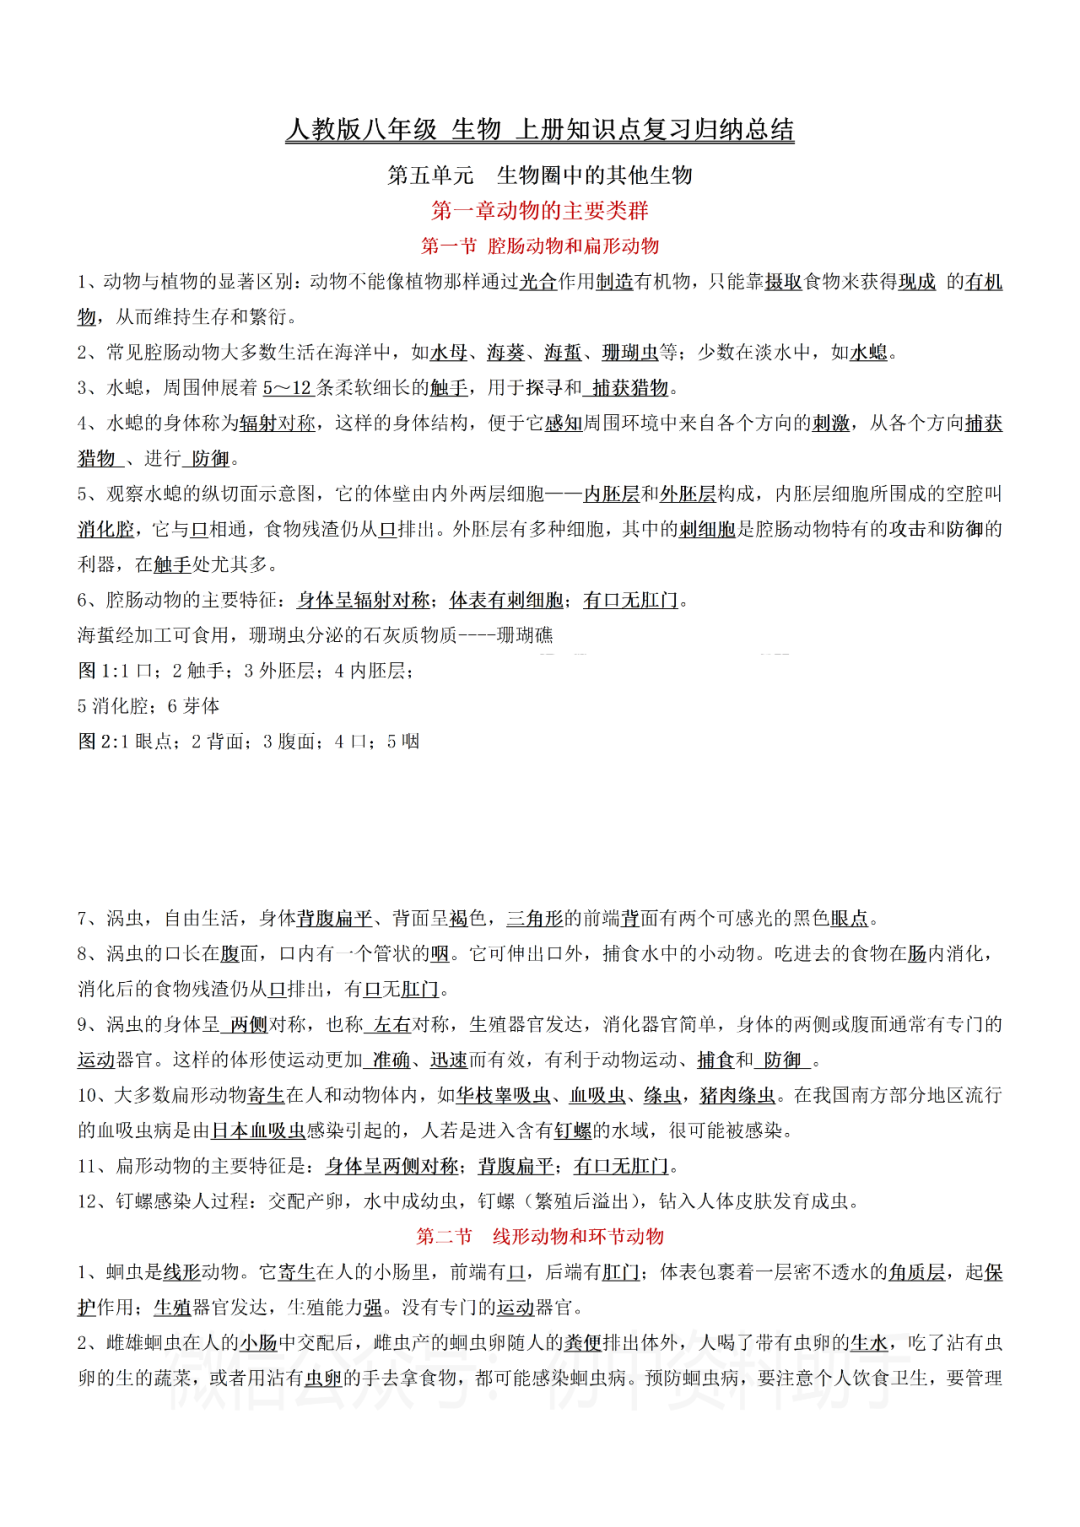 人教版八年级 生物 上册知识点复习归纳总结
第五单元 生物圈中的其他生物
第一章动物的主要类群
第一节 腔肠动物和扁形动物
1、动物与植物的显著区别:动物不能像植物那样通过光合作用制造有机物，只能靠摄取食物来获得现成 的有机
物，从而维持生存和繁衍。
2、常见腔肠动物大多数生活在海洋中，如水母、海葵、海蜇、珊瑚虫等；少数在淡水中，如水螅。
3、水螅，周围伸展着 5～12 条柔软细长的触手，用于探寻和 捕获猎物。
4、水螅的身体称为辐射对称，这样的身体结构，便于它感知周围环境中来自各个方向的刺激，从各个方向捕获
猎物 、进行 防御。
5、观察水螅的纵切面示意图，它的体壁由内外两层细胞——内胚层和外胚层构成，内胚层细胞所围成的空腔叫
消化腔，它与口相通，食物残渣仍从口排出。外胚层有多种细胞，其中的刺细胞是腔肠动物特有的攻击和防御的
利器，在触手处尤其多。
6、腔肠动物的主要特征：身体呈辐射对称；体表有刺细胞；有口无肛门。
海蜇经加工可食用，珊瑚虫分泌的石灰质物质----珊瑚礁
图 1:1 口；2 触手；3 外胚层；4 内胚层；
5 消化腔；6 芽体
图 2:1 眼点；2 背面；3 腹面；4 口；5 咽
7、涡虫，自由生活，身体背腹扁平、背面呈褐色，三角形的前端背面有两个可感光的黑色眼点。
8、涡虫的口长在腹面，口内有一个管状的咽。它可伸出口外，捕食水中的小动物。吃进去的食物在肠内消化，
消化后的食物残渣仍从口排出，有口无肛门。
9、涡虫的身体呈 两侧对称，也称 左右对称，生殖器官发达，消化器官简单，身体的两侧或腹面通常有专门的
运动器官。这样的体形使运动更加 准确、迅速而有效，有利于动物运动、捕食和 防御 。
10、大多数扁形动物寄生在人和动物体内，如华枝睾吸虫、血吸虫、绦虫，猪肉绦虫。在我国南方部分地区流行
的血吸虫病是由日本血吸虫感染引起的，人若是进入含有钉螺的水域，很可能被感染。
11、扁形动物的主要特征是：身体呈两侧对称；背腹扁平；有口无肛门。
12、钉螺感染人过程：交配产卵，水中成幼虫，钉螺（繁殖后溢出），钻入人体皮肤发育成虫。
第二节 线形动物和环节动物
1、蛔虫是线形动物。它寄生在人的小肠里，前端有口，后端有肛门；体表包裹着一层密不透水的角质层，起保
护作用；生殖器官发达，生殖能力强。没有专门的运动器官。
2、雌雄蛔虫在人的小肠中交配后，雌虫产的蛔虫卵随人的粪便排出体外，人喝了带有虫卵的生水，吃了沾有虫
卵的生的蔬菜，或者用沾有虫卵的手去拿食物，都可能感染蛔虫病。预防蛔虫病，要注意个人饮食卫生，要管理
微信公众号：初中资料助手